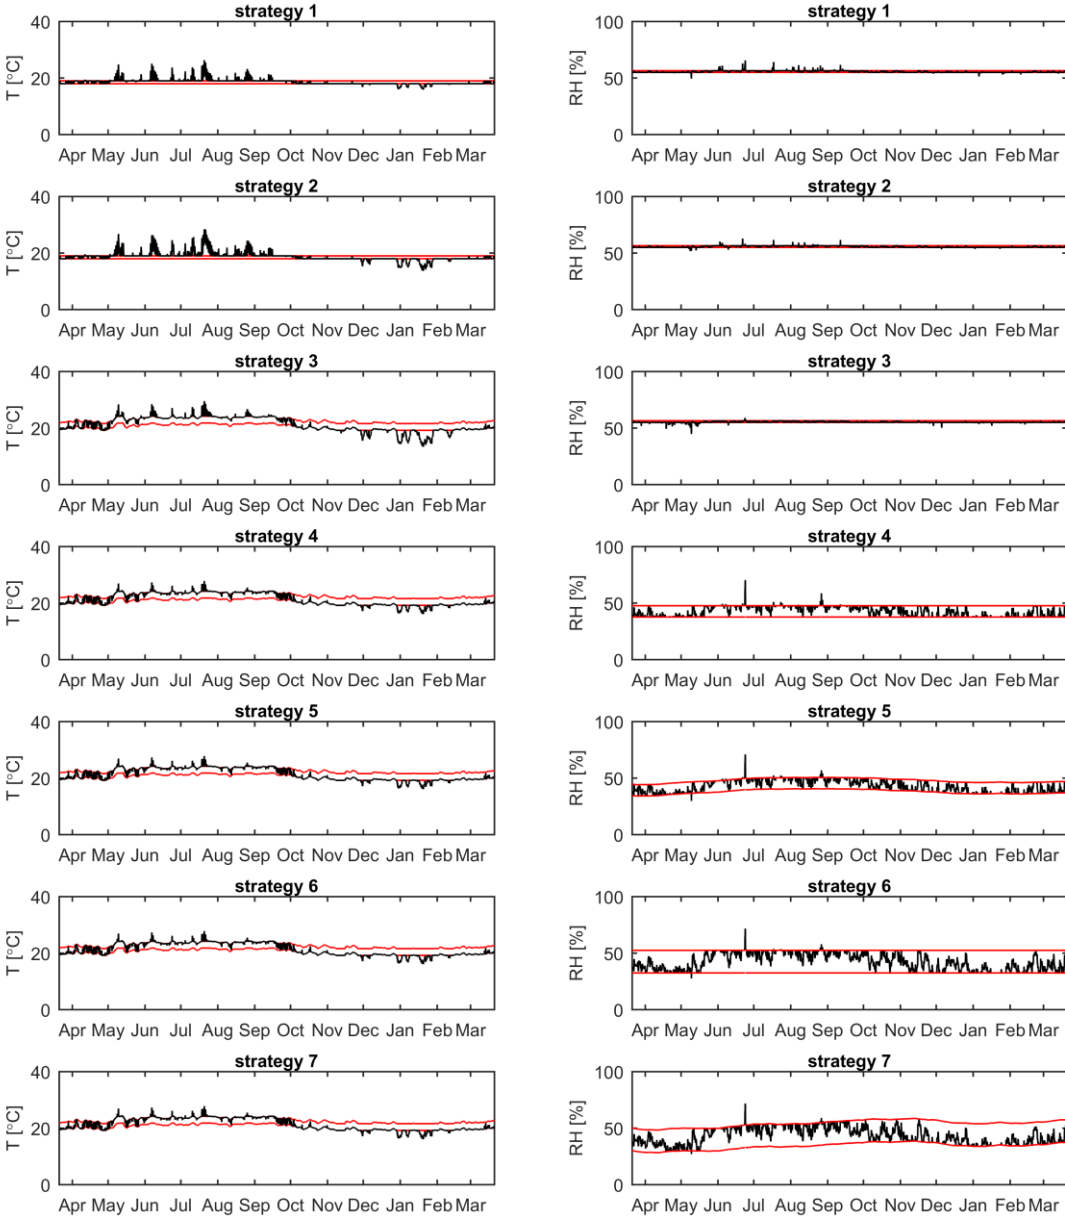 strategy 1
40
20
0
T [°C]
Apr May Jun Jul Aug Sep Oct Nov Dec Jan Feb Mar
strategy 1
100
50
0
RH [%]
Apr May Jun Jul Aug Sep Oct Nov Dec Jan Feb Mar
strategy 2
40
20
0
T [°C]
Apr May Jun Jul Aug Sep Oct Nov Dec Jan Feb Mar
strategy 2
100
50
0
RH [%]
Apr May Jun Jul Aug Sep Oct Nov Dec Jan Feb Mar
strategy 3
40
20
0
T [°C]
Apr May Jun Jul Aug Sep Oct Nov Dec Jan Feb Mar
strategy 3
100
50
0
RH [%]
Apr May Jun Jul Aug Sep Oct Nov Dec Jan Feb Mar
strategy 4
40
20
0
T [°C]
Apr May Jun Jul Aug Sep Oct Nov Dec Jan Feb Mar
strategy 4
100
50
0
RH [%]
Apr May Jun Jul Aug Sep Oct Nov Dec Jan Feb Mar
strategy 5
40
20
0
T [°C]
Apr May Jun Jul Aug Sep Oct Nov Dec Jan Feb Mar
strategy 5
100
50
0
RH [%]
Apr May Jun Jul Aug Sep Oct Nov Dec Jan Feb Mar
strategy 6
40
20
0
T [°C]
Apr May Jun Jul Aug Sep Oct Nov Dec Jan Feb Mar
strategy 6
100
50
0
RH [%]
Apr May Jun Jul Aug Sep Oct Nov Dec Jan Feb Mar
strategy 7
40
20
0
T [°C]
Apr May Jun Jul Aug Sep Oct Nov Dec Jan Feb Mar
strategy 7
100
50
0
RH [%]
Apr May Jun Jul Aug Sep Oct Nov Dec Jan Feb Mar